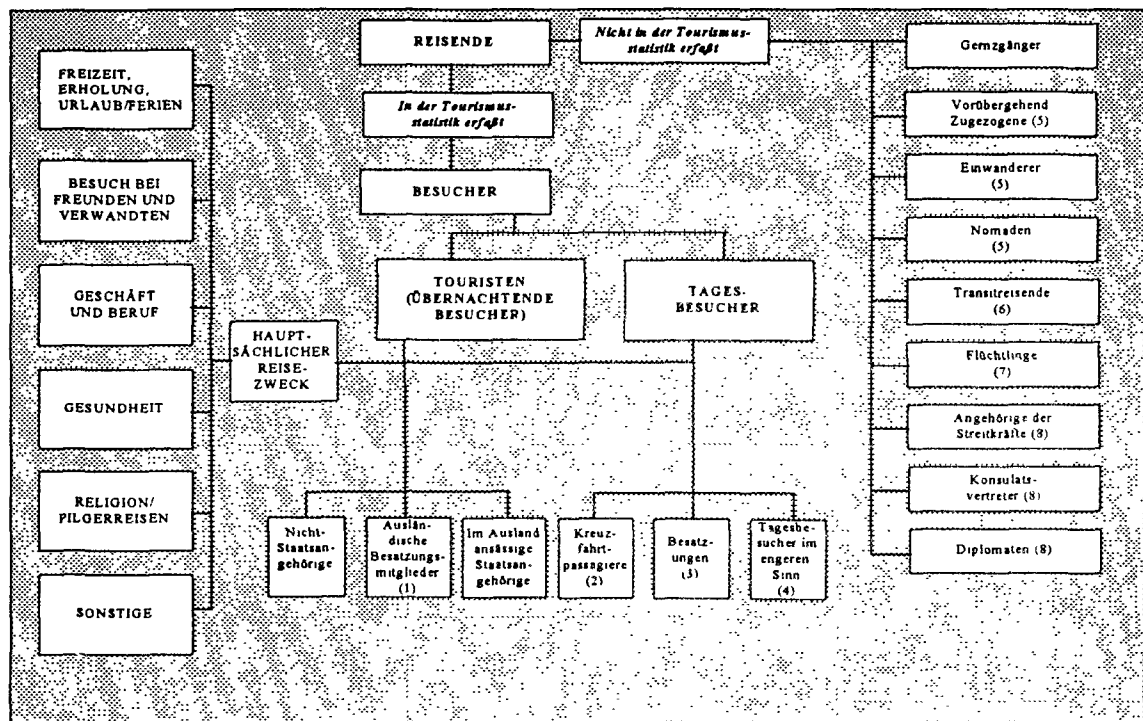 REISENDE
Nicht in der Tourismus-
statistik erfaßt
In der Tourismus-
statistik erfaßt
BESUCHER
TOURISTEN
(ÜBERNACHTENDE
BESUCHER)
TAGES-
BESUCHER
FREIZEIT,
ERHOLUNG,
URLAUB/FERIEN
BESUCH BEI
FREUNDEN UND
VERWANDTEN
GESCHÄFT
UND BERUF
GESUNDHEIT
RELIGION/
PILGERREISEN
SONSTIGE
HAUPT-
SÄCHLICHER
REISE-
ZWECK
Nicht-
Staatsan-
gehörige
Auslän-
dische
Besatzungs-
mitglieder
(1)
Im Ausland
ansässige
Staatsan-
gehörige
Kreuz-
fahrt-
passagiere
(2)
Besatz-
ungen
(3)
Tagesbe-
sucher im
engeren
Sinn
(4)
Gernzgänger
Vorübergehend
Zugezogene (5)
Einwanderer
(5)
Nomaden
(5)
Transitreisende
(6)
Flüchtlinge
(7)
Angehörige der
Streitkräfte (8)
Konsulats-
vertreter (8)
Diplomaten (8)